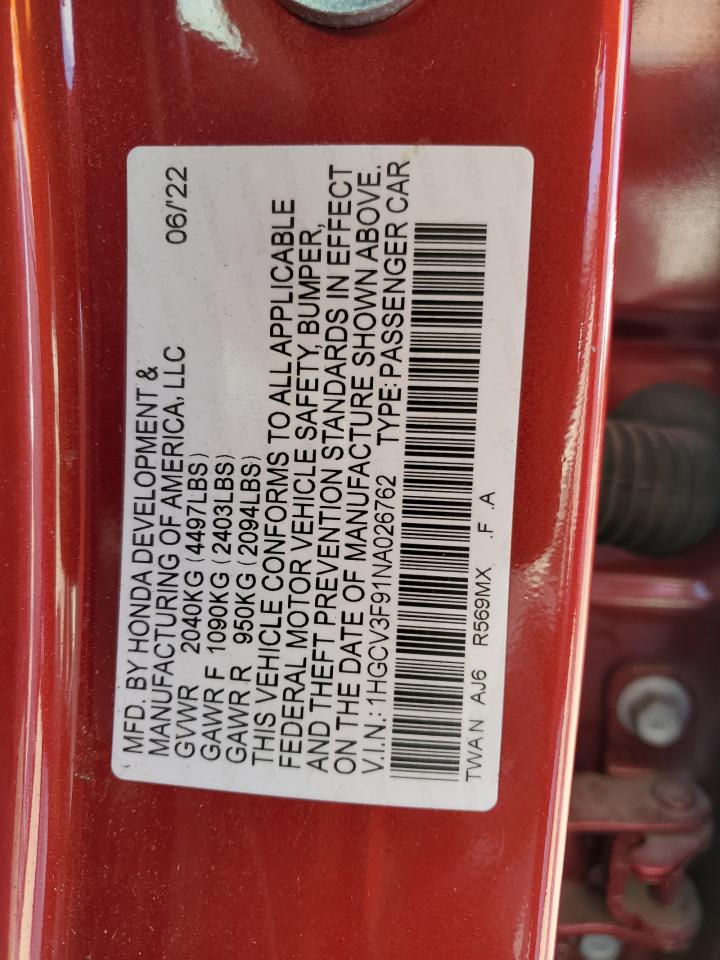 MFD. BY HONDA DEVELOPMENT &
MANUFACTURING OF AMERICA, LLC 06/'22
GVWR 2040KG (4497LBS)
GAWR F 1090KG (2403LBS)
GAWR R 950KG (2094LBS)
THIS VEHICLE CONFORMS TO ALL APPLICABLE
FEDERAL MOTOR VEHICLE SAFETY, BUMPER,
AND THEFT PREVENTION STANDARDS IN EFFECT
ON THE DATE OF MANUFACTURE SHOWN ABOVE.
V.I.N.: 1HGCV3F91NA026762 TYPE: PASSENGER CAR
TWAN AJ6 R569MX .F .A